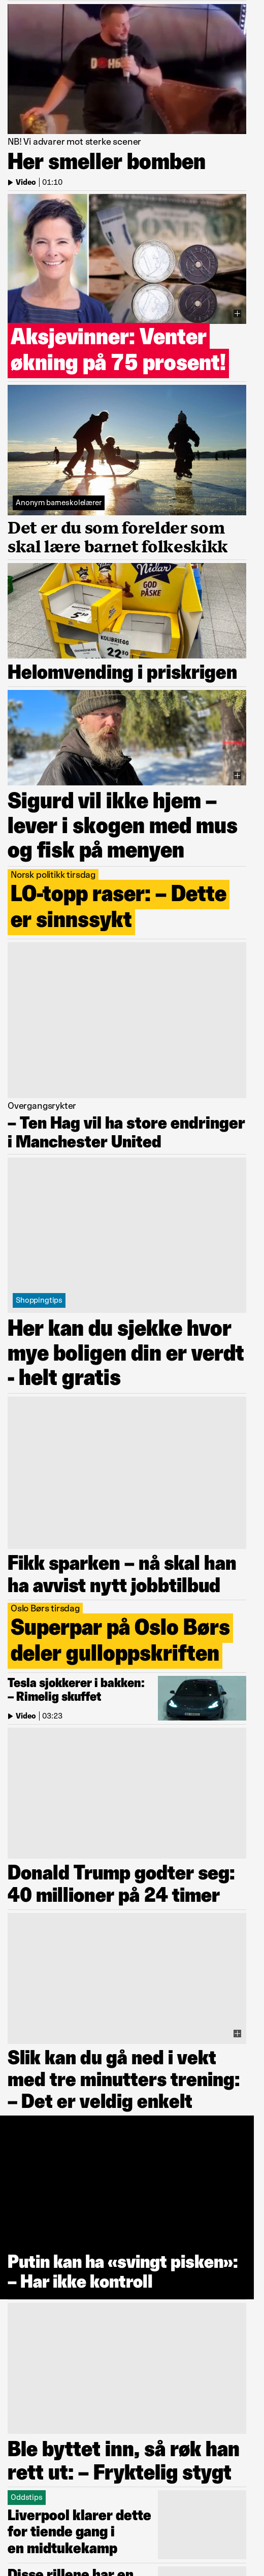 NB! Vi advarer mot sterke scener
Her smeller bomben
Video | 01:10
Aksjevinner: Venter
økning på 75 prosent!
Anonym barneskolelærer
Det er du som forelder som
skal lære barnet folkeskikk
Nidar
GOD
PÅSKE
5.90
KOLIBRIEGG
22.90
Helomvending i priskrigen
Sigurd vil ikke hjem –
lever i skogen med mus
og fisk på menyen
Norsk politikk tirsdag
LO-topp raser: – Dette
er sinnssykt
Overgangsrykter
– Ten Hag vil ha store endringer
i Manchester United
Shoppingtips
Her kan du sjekke hvor
mye boligen din er verdt
- helt gratis
Fikk sparken – nå skal han
ha avvist nytt jobbtilbud
Oslo Børs tirsdag
Superpar på Oslo Børs
deler gulloppskriften
Tesla sjokkerer i bakken:
– Rimelig skuffet
Video | 03:23
Donald Trump godter seg:
40 millioner på 24 timer
Slik kan du gå ned i vekt
med tre minutters trening:
– Det er veldig enkelt
Putin kan ha «svingt pisken»:
– Har ikke kontroll
Ble byttet inn, så røk han
rett ut: – Fryktelig stygt
Oddstips
Liverpool klarer dette
for tiende gang i
en midtukekamp
Disse rillene har en